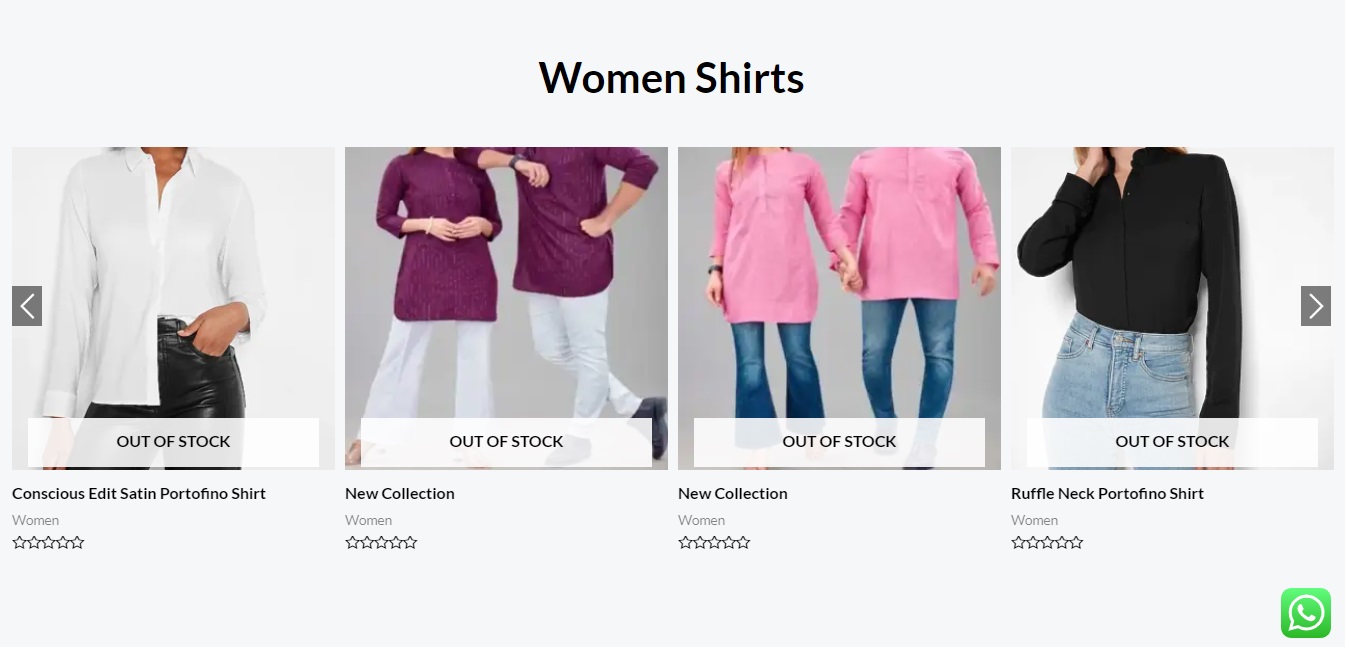 Women Shirts
OUT OF STOCK
OUT OF STOCK
OUT OF STOCK
OUT OF STOCK
Conscious Edit Satin Portofino Shirt
New Collection
New Collection
Ruffle Neck Portofino Shirt
Women
Women
Women
Women